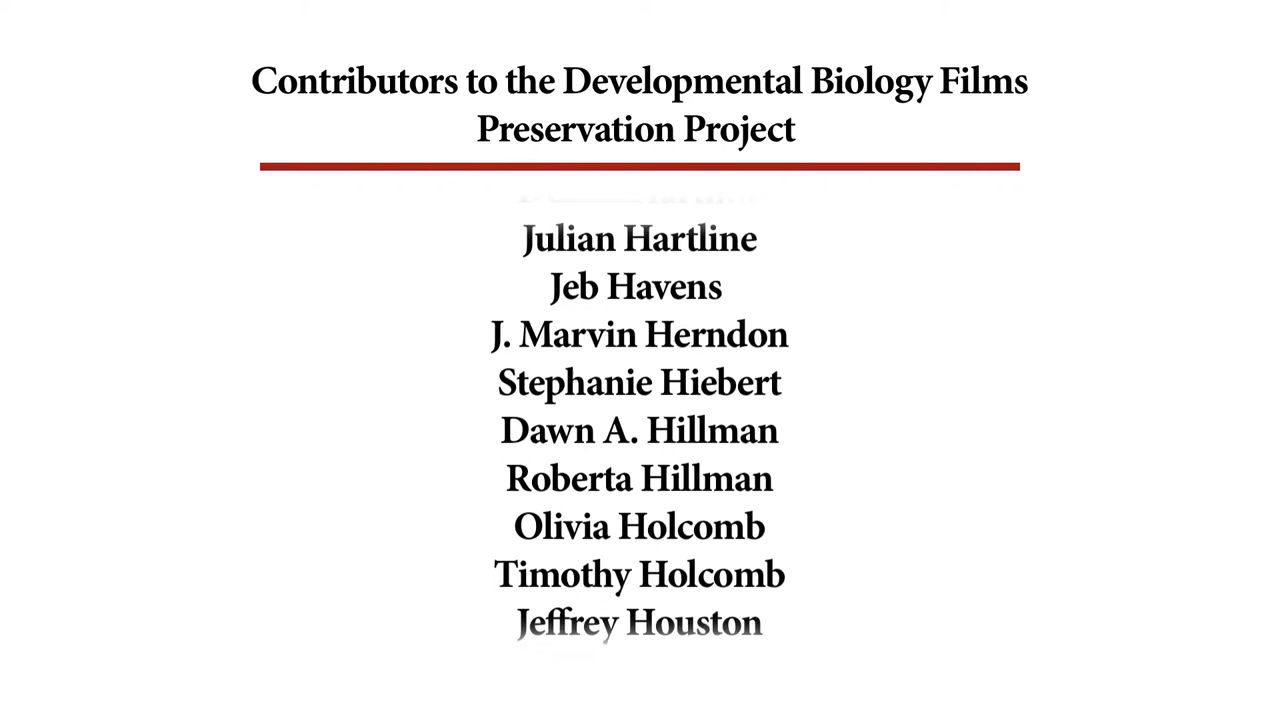 Contributors to the Developmental Biology Films
Preservation Project
Julian Hartline
Jeb Havens
J. Marvin Herndon
Stephanie Hiebert
Dawn A. Hillman
Roberta Hillman
Olivia Holcomb
Timothy Holcomb
Jeffrey Houston